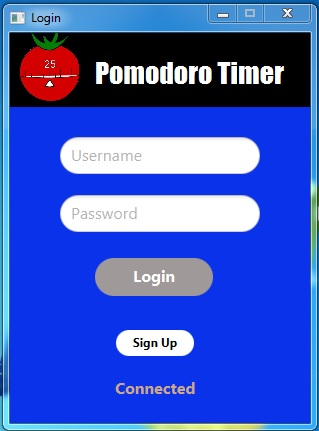 Login
25
Pomodoro Timer
Username
Password
Login
Sign Up
Connected